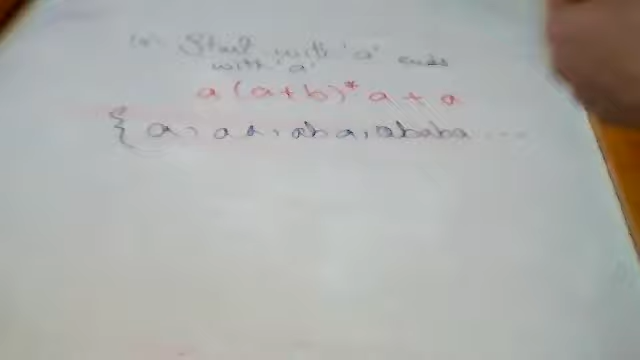 Start with 'a' ends
with 'a'
a (a+b)* a + a
{ a, aa, aba, ababa ...